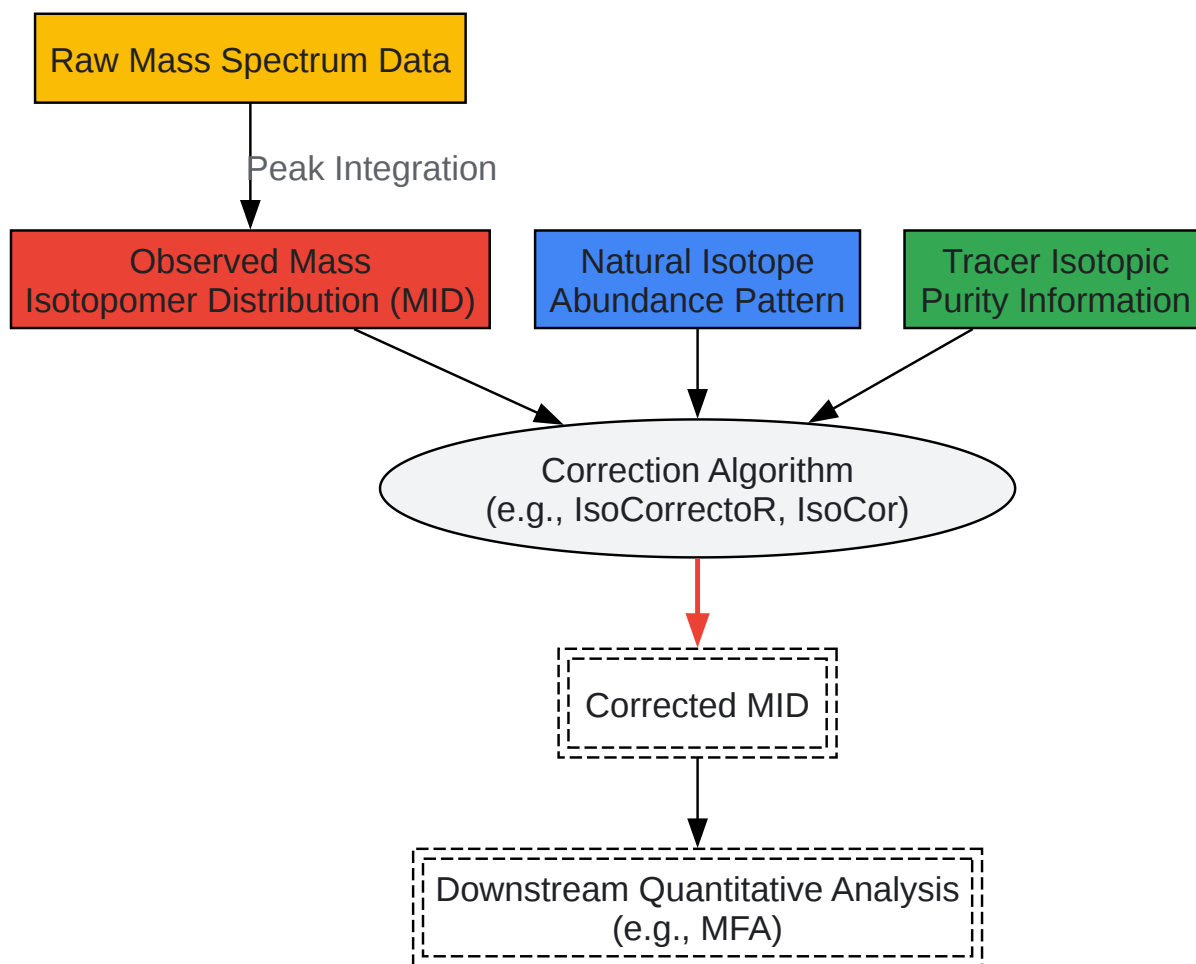 Raw Mass Spectrum Data
Peak Integration
Observed Mass
Isotopomer Distribution (MID)
Natural Isotope
Abundance Pattern
Tracer Isotopic
Purity Information
Correction Algorithm
(e.g., IsoCorrectoR, IsoCor)
Corrected MID
Downstream Quantitative Analysis
(e.g., MFA)